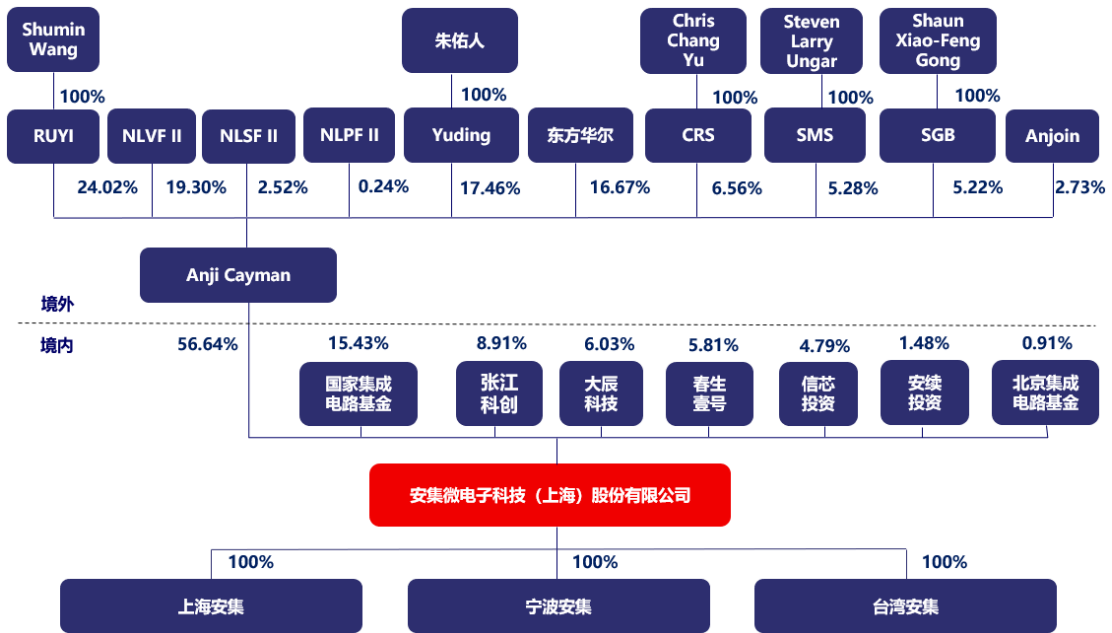 Shumin
Wang
朱佑人
Chris
Chang
Yu
Steven
Larry
Ungar
Shaun
Xiao-Feng
Gong
100%
100%
100%
100%
100%
RUYI
NLVF II
NLSF II
NLPF II
Yuding
东方华尔
CRS
SMS
SGB
Anjoin
24.02%
19.30%
2.52%
0.24%
17.46%
16.67%
6.56%
5.28%
5.22%
2.73%
Anji Cayman
境外
境内
56.64%
15.43%
8.91%
6.03%
5.81%
4.79%
1.48%
0.91%
国家集成
电路基金
张江
科创
大辰
科技
春生
壹号
信芯
投资
安续
投资
北京集成
电路基金
安集微电子科技（上海）股份有限公司
100%
100%
100%
上海安集
宁波安集
台湾安集